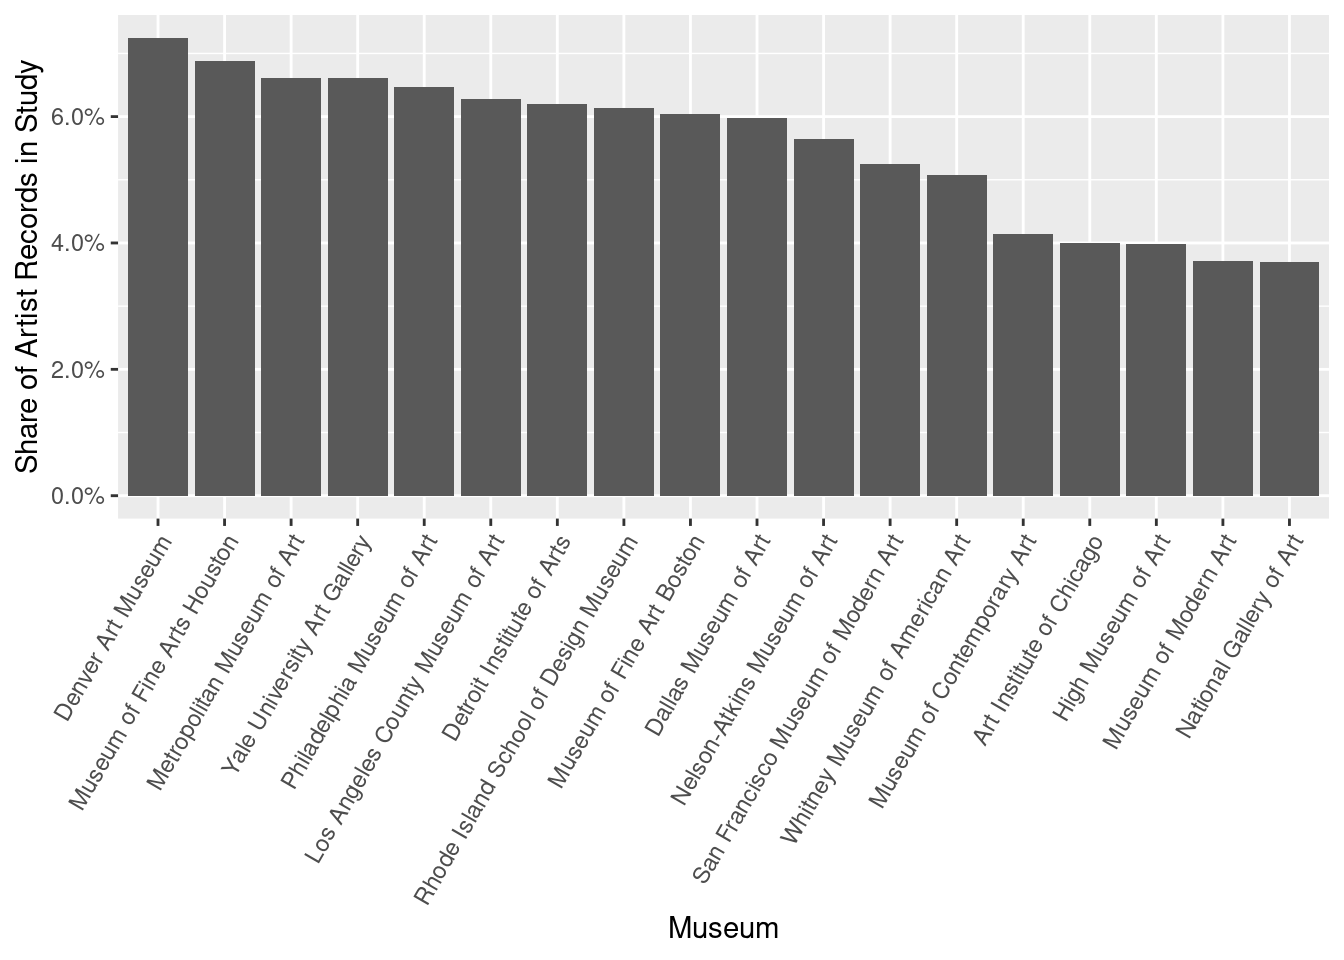 Share of Artist Records in Study
6.0%
4.0%
2.0%
0.0%
Denver Art Museum
Museum of Fine Arts Houston
Metropolitan Museum of Art
Yale University Art Gallery
Philadelphia Museum of Art
Los Angeles County Museum of Art
Detroit Institute of Arts
Rhode Island School of Design Museum
Museum of Fine Art Boston
Dallas Museum of Art
Nelson-Atkins Museum of Art
San Francisco Museum of Modern Art
Whitney Museum of American Art
Museum of Contemporary Art
Art Institute of Chicago
High Museum of Art
Museum of Modern Art
National Gallery of Art
Museum